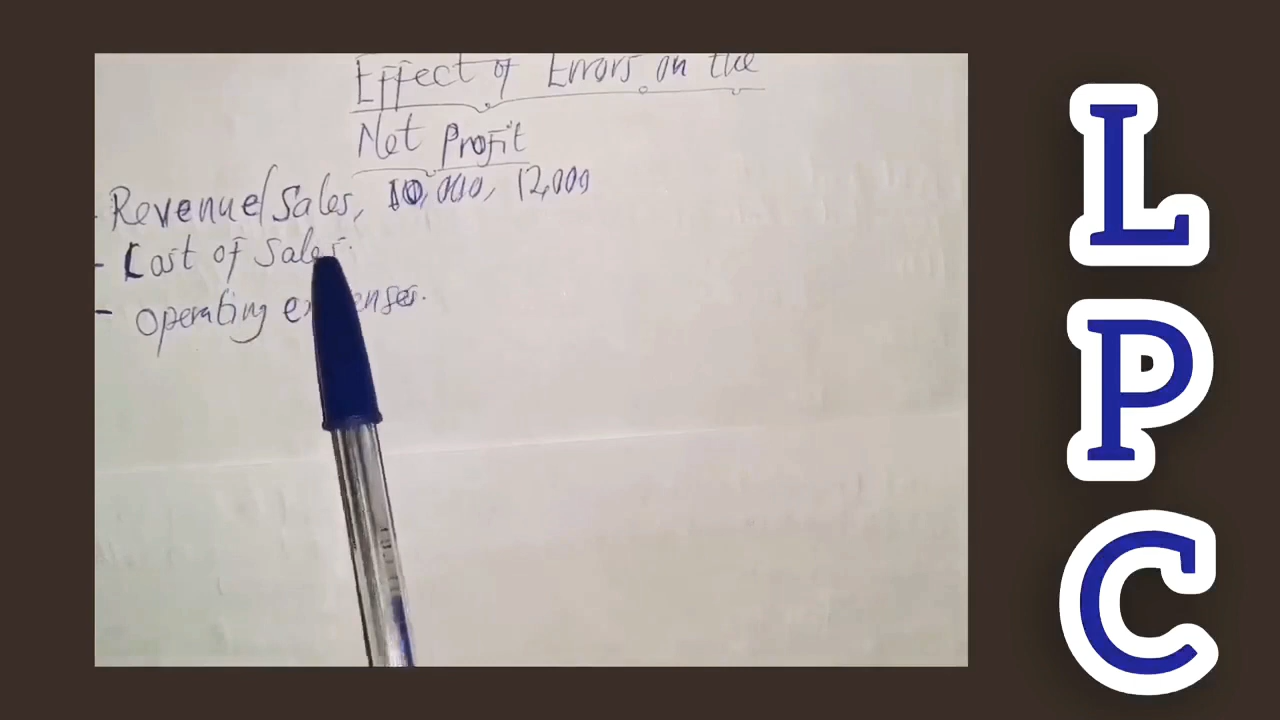 Effect of Errors on the
Net Profit
- Revenue/Sales, 10,000, 12,000
- Cost of Sales.
- Operating expenses.
L
P
C